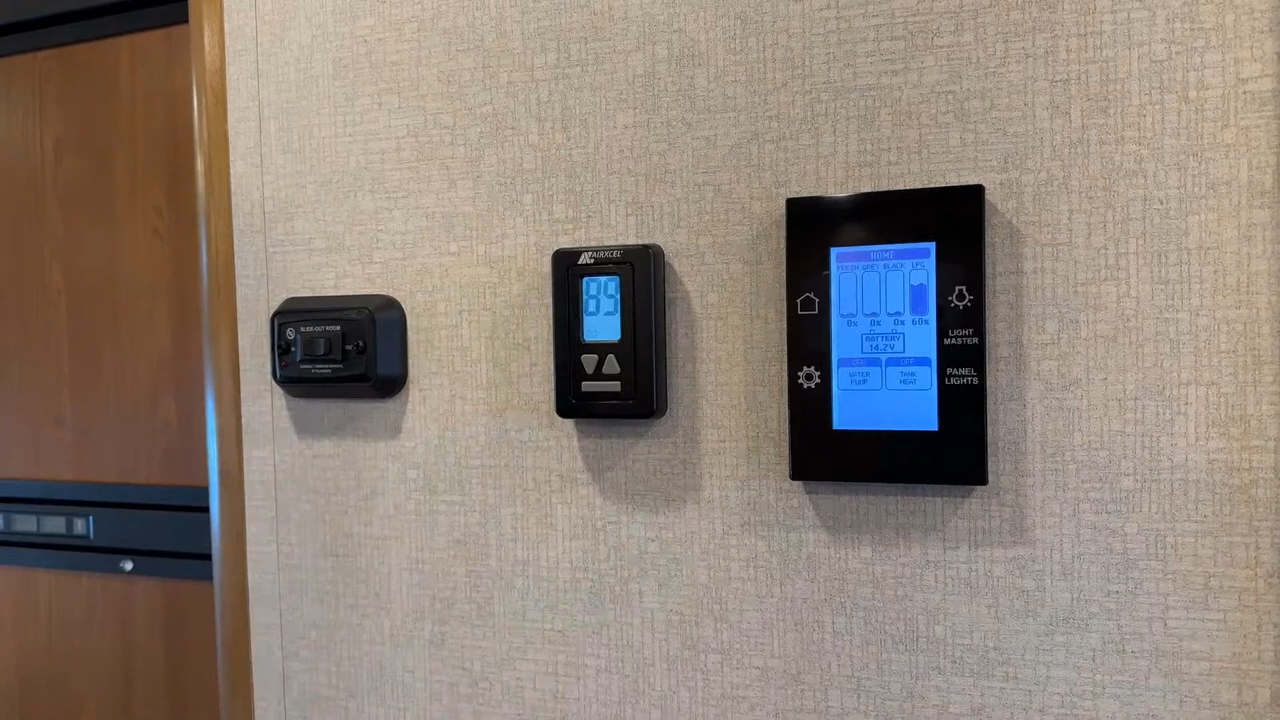 SLIDE-OUT ROOM
OUT
AIRXCEL
89
HOME
FRESH GREY BLACK LPG
0% 0% 0% 60%
BATTERY
14.2V
OFF OFF
WATER TANK
PUMP HEAT
LIGHT
MASTER
PANEL
LIGHTS